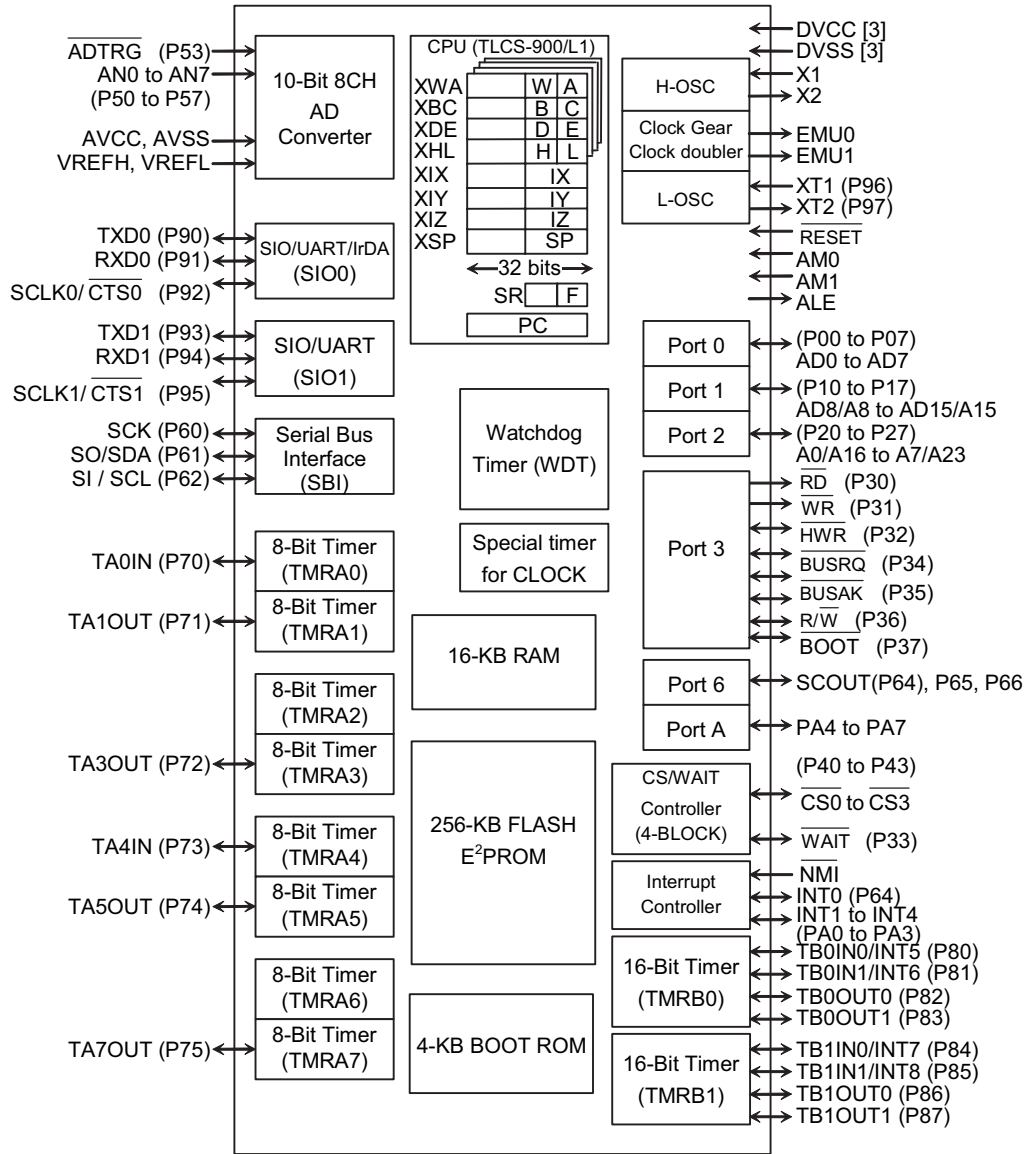 ADTRG (P53)
AN0 to AN7
(P50 to P57)
AVCC, AVSS
VREFH, VREFL
10-Bit 8CH
AD
Converter
TXD0 (P90)
RXD0 (P91)
SCLK0/ CTS0 (P92)
SIO/UART/IrDA
(SIO0)
TXD1 (P93)
RXD1 (P94)
SCLK1/ CTS1 (P95)
SIO/UART
(SIO1)
SCK (P60)
SO/SDA (P61)
SI / SCL (P62)
Serial Bus
Interface
(SBI)
TA0IN (P70)
8-Bit Timer
(TMRA0)
TA1OUT (P71)
8-Bit Timer
(TMRA1)
8-Bit Timer
(TMRA2)
TA3OUT (P72)
8-Bit Timer
(TMRA3)
TA4IN (P73)
8-Bit Timer
(TMRA4)
TA5OUT (P74)
8-Bit Timer
(TMRA5)
8-Bit Timer
(TMRA6)
TA7OUT (P75)
8-Bit Timer
(TMRA7)
CPU (TLCS-900/L1)
XWA W A
XBC B C
XDE D E
XHL H L
XIX IX
XIY IY
XIZ IZ
XSP SP
32 bits
SR F
PC
Watchdog
Timer (WDT)
Special timer
for CLOCK
16-KB RAM
256-KB FLASH
E²PROM
4-KB BOOT ROM
DVCC [3]
DVSS [3]
H-OSC
X1
X2
Clock Gear
Clock doubler
EMU0
EMU1
L-OSC
XT1 (P96)
XT2 (P97)
RESET
AM0
AM1
ALE
Port 0
(P00 to P07)
AD0 to AD7
Port 1
(P10 to P17)
AD8/A8 to AD15/A15
Port 2
(P20 to P27)
A0/A16 to A7/A23
Port 3
RD (P30)
WR (P31)
HWR (P32)
BUSRQ (P34)
BUSAK (P35)
R/W (P36)
BOOT (P37)
Port 6
SCOUT(P64), P65, P66
Port A
PA4 to PA7
CS/WAIT
Controller
(4-BLOCK)
(P40 to P43)
CS0 to CS3
WAIT (P33)
Interrupt
Controller
NMI
INT0 (P64)
INT1 to INT4
(PA0 to PA3)
16-Bit Timer
(TMRB0)
TB0IN0/INT5 (P80)
TB0IN1/INT6 (P81)
TB0OUT0 (P82)
TB0OUT1 (P83)
16-Bit Timer
(TMRB1)
TB1IN0/INT7 (P84)
TB1IN1/INT8 (P85)
TB1OUT0 (P86)
TB1OUT1 (P87)